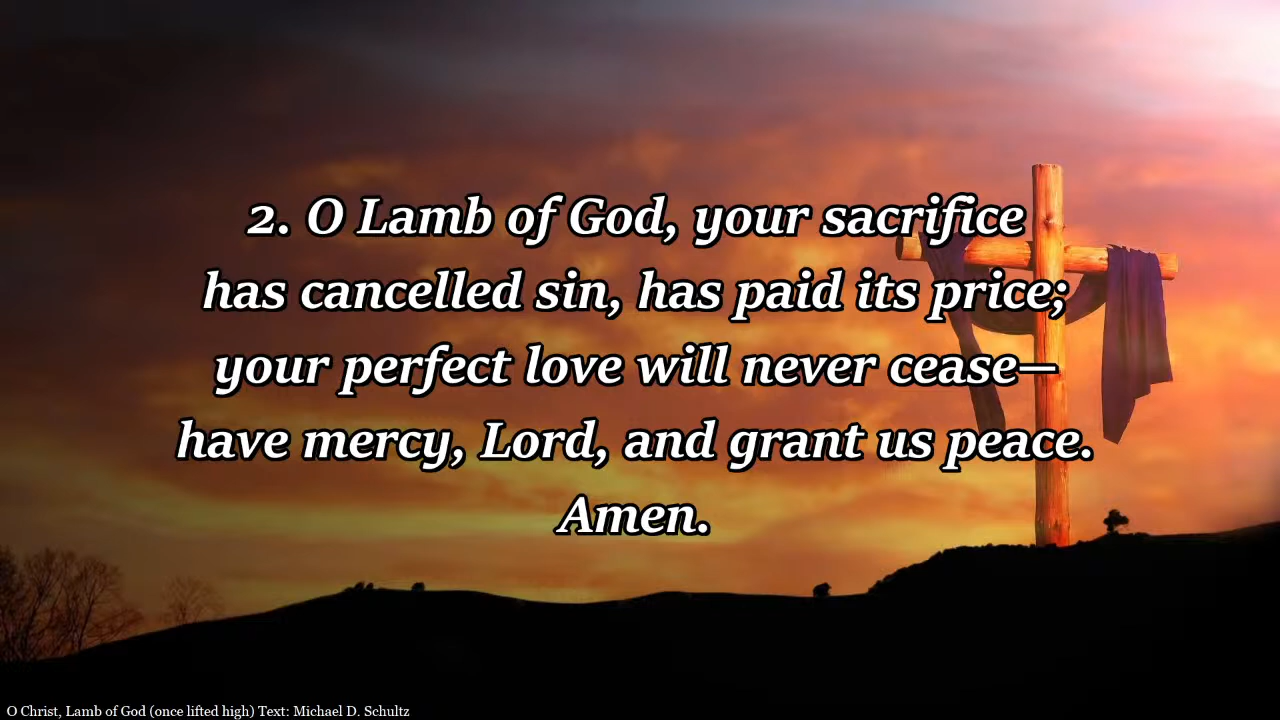 2. O Lamb of God, your sacrifice
has cancelled sin, has paid its price;
your perfect love will never cease—
have mercy, Lord, and grant us peace.
Amen.
O Christ, Lamb of God (once lifted high) Text: Michael D. Schultz